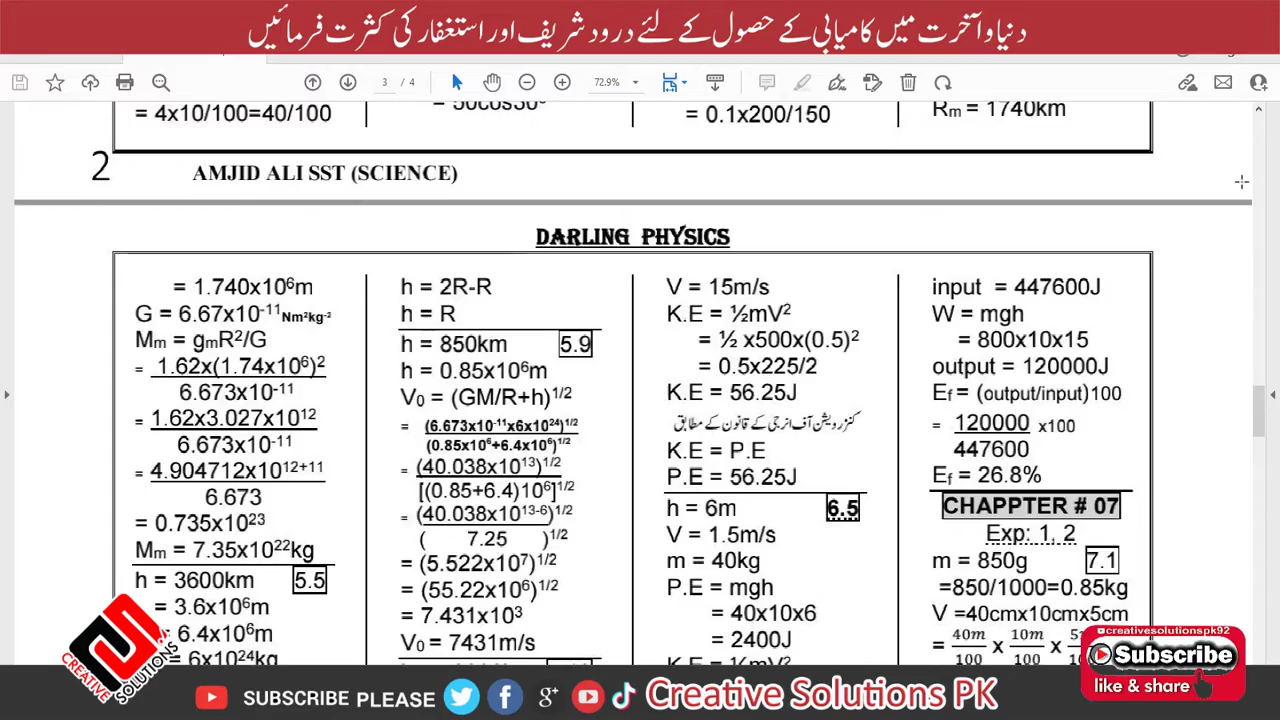 دنیا و آخرت میں کامیابی کے حصول کے لئے درود شریف اور استغفار کی کثرت فرمائیں
3 / 4
72.9%
= 4x10/100=40/100
= 50cos30⁰
= 0.1x200/150
Rₘ = 1740km
2
AMJID ALI SST (SCIENCE)
DARLING PHYSICS
= 1.740x10⁶m
G = 6.67x10⁻¹¹Nm²kg⁻²
Mₘ = gₘR²/G
= 1.62x(1.74x10⁶)²
6.673x10⁻¹¹
= 1.62x3.027x10¹²
6.673x10⁻¹¹
= 4.904712x10¹²⁺¹¹
6.673
= 0.735x10²³
Mₘ = 7.35x10²²kg
h = 3600km 5.5
= 3.6x10⁶m
= 6.4x10⁶m
= 6x10²⁴kg
h = 2R-R
h = R
h = 850km 5.9
h = 0.85x10⁶m
V₀ = (GM/R+h)¹/²
= (6.673x10⁻¹¹x6x10²⁴)¹/²
(0.85x10⁶+6.4x10⁶)¹/²
= (40.038x10¹³)¹/²
[(0.85+6.4)10⁶]¹/²
= (40.038x10¹³⁻⁶)¹/²
( 7.25 )¹/²
= (5.522x10⁷)¹/²
= (55.22x10⁶)¹/²
= 7.431x10³
V₀ = 7431m/s
V = 15m/s
K.E = ½mV²
= ½ x500x(0.5)²
= 0.5x225/2
K.E = 56.25J
کنزرویشن آف انرجی کے قانون کے مطابق
K.E = P.E
P.E = 56.25J
h = 6m 6.5
V = 1.5m/s
m = 40kg
P.E = mgh
= 40x10x6
= 2400J
K.E = ½mV²
input = 447600J
W = mgh
= 800x10x15
output = 120000J
E_f = (output/input)100
= 120000 x100
447600
E_f = 26.8%
CHAPPTER # 07
Exp: 1, 2
m = 850g 7.1
=850/1000=0.85kg
V =40cmx10cmx5cm
= 40m/100 x 10m/100 x
CREATIVE SOLUTIONS
@creativesolutionspk92
Subscribe
like & share
SUBSCRIBE PLEASE
g+
Creative Solutions PK